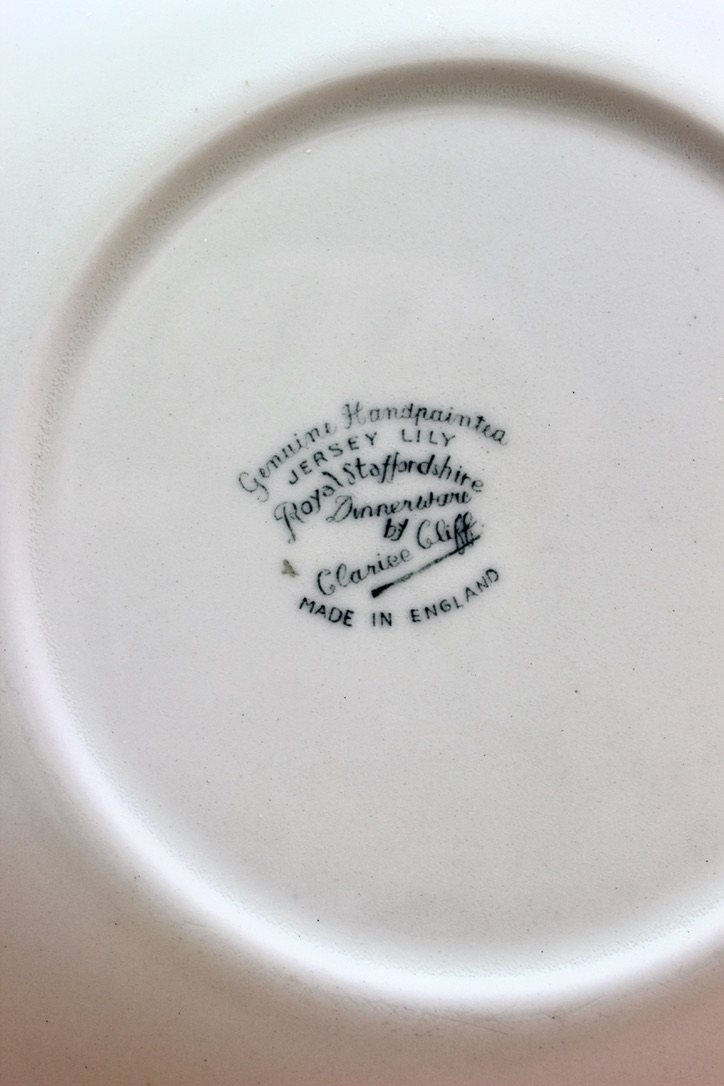 Genuine Handpainted
JERSEY LILY
Royal Staffordshire
Dinnerware
by
Clarice Cliff
MADE IN ENGLAND